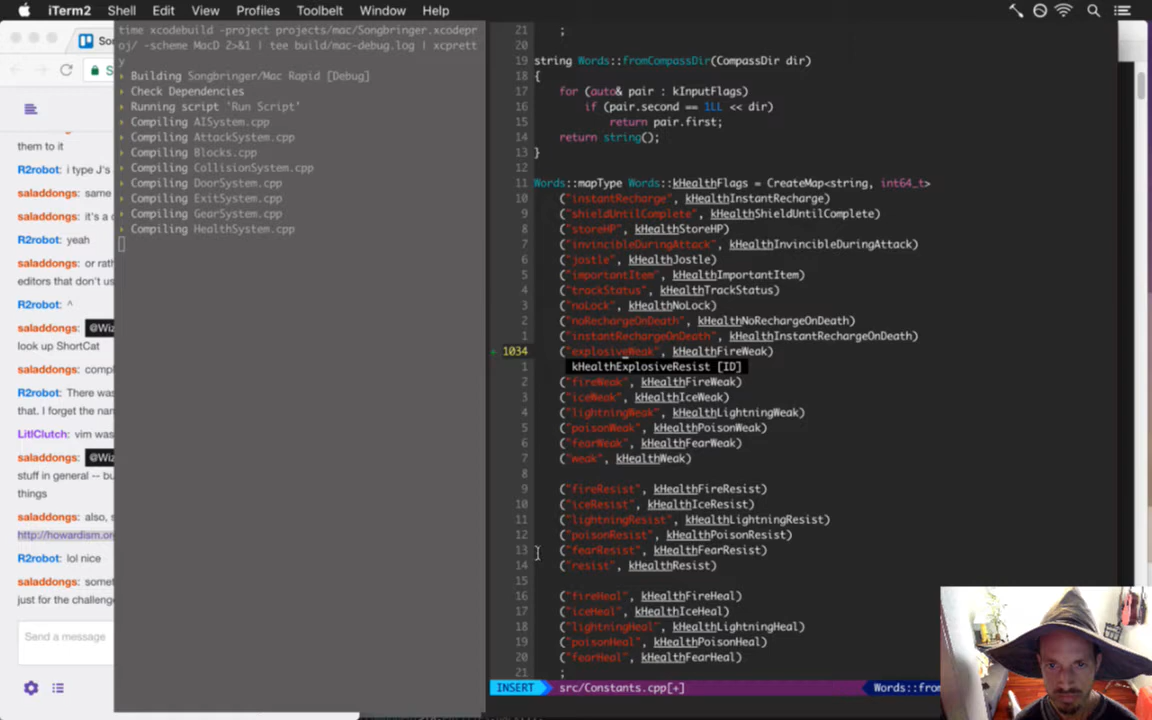 iTerm2 Shell Edit View Profiles Toolbelt Window Help
them to it
R2robot: i type J's
saladdongs: same
saladdongs: it's a
R2robot: yeah
saladdongs: or
editors that don't
R2robot: ^
saladdongs: @Wiz
look up ShortCat
saladdongs:
R2robot: There was
that. I forget the
LitlClutch: vim
saladdongs: @Wiz
stuff in general --
things
saladdongs: also,
http://howardism.
R2robot: lol nice
saladdongs:
just for the
Send a message
time xcodebuild -project projects/mac/Songbringer.xcodepr
oj/ -scheme MacD 2>&1 | tee build/mac-debug.log | xcprett
y
Building Songbringer/Mac Rapid [Debug]
Check Dependencies
Running script 'Run Script'
Compiling AISystem.cpp
Compiling AttackSystem.cpp
Compiling Blocks.cpp
Compiling CollisionSystem.cpp
Compiling DoorSystem.cpp
Compiling ExitSystem.cpp
Compiling GearSystem.cpp
Compiling HealthSystem.cpp
21 ;
20
19 string Words::fromCompassDir(CompassDir dir)
18 {
17 for (auto& pair : kInputFlags)
16 if (pair.second == 1LL << dir)
15 return pair.first;
14 return string();
13 }
12
11 Words::mapType Words::kHealthFlags = CreateMap<string, int64_t>
10 ("instantRecharge", kHealthInstantRecharge)
9 ("shieldUntilComplete", kHealthShieldUntilComplete)
8 ("storeHP", kHealthStoreHP)
7 ("invincibleDuringAttack", kHealthInvincibleDuringAttack)
6 ("jostle", kHealthJostle)
5 ("importantItem", kHealthImportantItem)
4 ("trackStatus", kHealthTrackStatus)
3 ("noLock", kHealthNoLock)
2 ("noRechargeOnDeath", kHealthNoRechargeOnDeath)
1 ("instantRechargeOnDeath", kHealthInstantRechargeOnDeath)
1034 ("explosiveWeak", kHealthFireWeak)
1 kHealthExplosiveResist [ID]
2 ("fireWeak", kHealthFireWeak)
3 ("iceWeak", kHealthIceWeak)
4 ("lightningWeak", kHealthLightningWeak)
5 ("poisonWeak", kHealthPoisonWeak)
6 ("fearWeak", kHealthFearWeak)
7 ("weak", kHealthWeak)
8
9 ("fireResist", kHealthFireResist)
10 ("iceResist", kHealthIceResist)
11 ("lightningResist", kHealthLightningResist)
12 ("poisonResist", kHealthPoisonResist)
13 ("fearResist", kHealthFearResist)
14 ("resist", kHealthResist)
15
16 ("fireHeal", kHealthFireHeal)
17 ("iceHeal", kHealthIceHeal)
18 ("lightningHeal", kHealthLightningHeal)
19 ("poisonHeal", kHealthPoisonHeal)
20 ("fearHeal", kHealthFearHeal)
21 ;
INSERT src/Constants.cpp[+] Words::fro